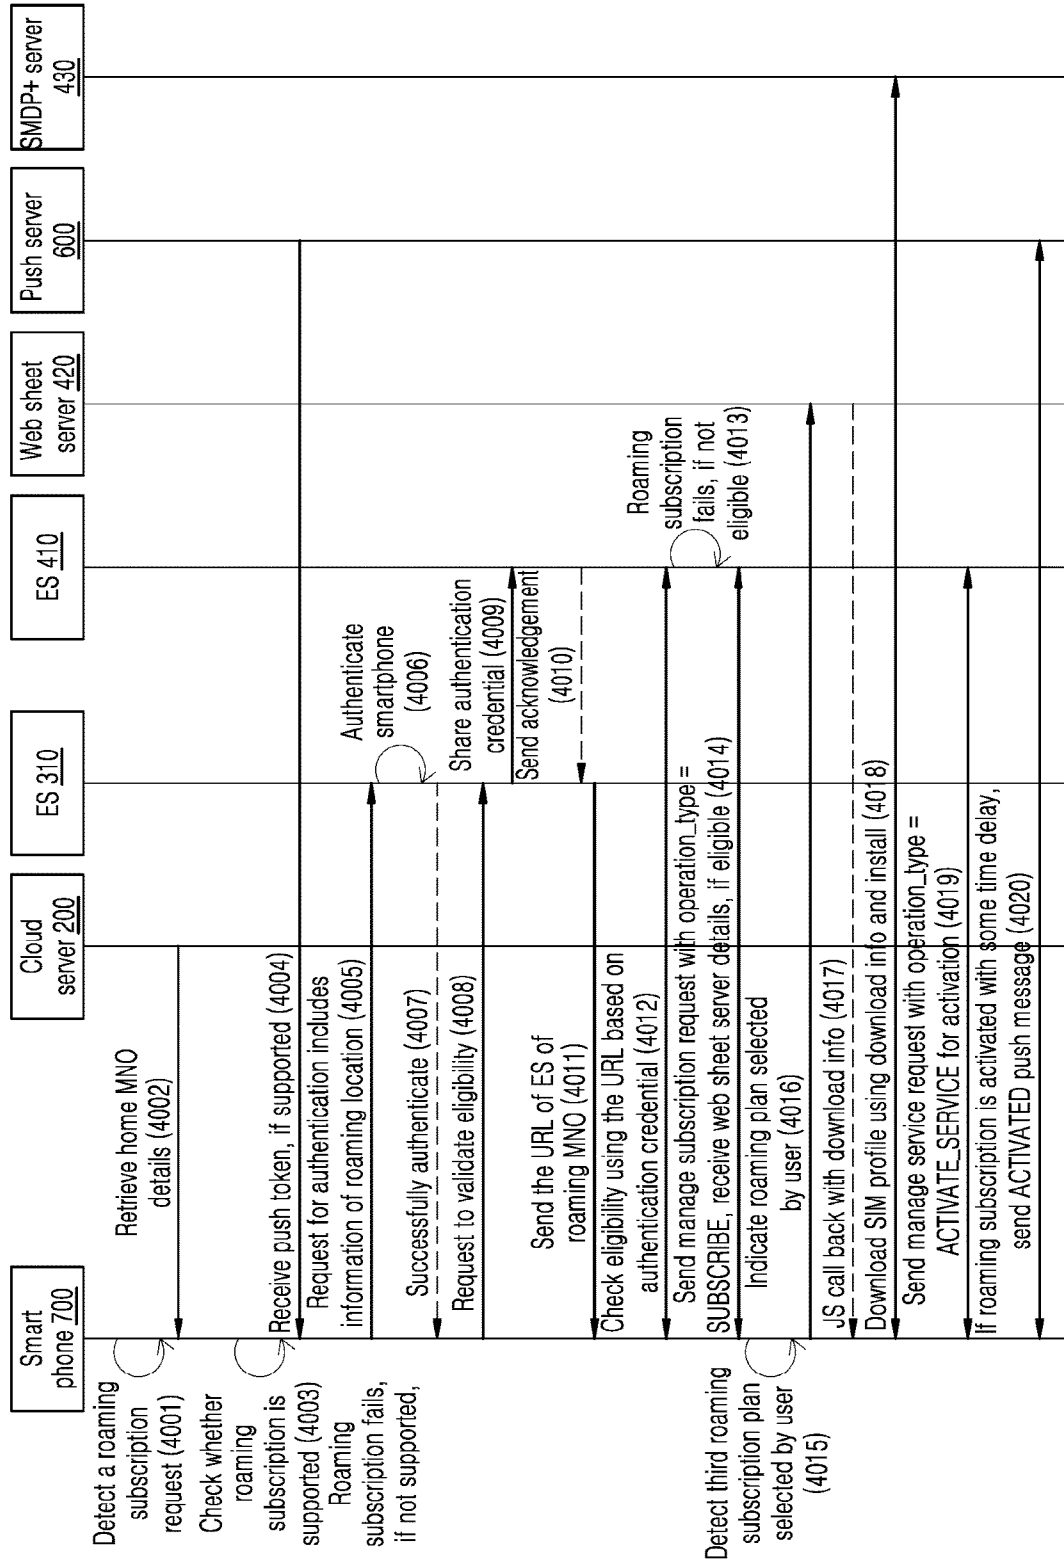 Smart
phone 700
Cloud
server 200
ES 310
ES 410
Web sheet
server 420
Push server
600
SMDP+ server
430
Detect a roaming
subscription
request (4001)
Retrieve home MNO
details (4002)
Check whether
roaming
subscription is
supported (4003)
Roaming
subscription fails,
if not supported,
Receive push token, if supported (4004)
Request for authentication includes
information of roaming location (4005)
Authenticate
smartphone
(4006)
Successfully authenticate (4007)
Request to validate eligibility (4008)
Share authentication
credential (4009)
Send acknowledgement
(4010)
Send the URL of ES of
roaming MNO (4011)
Check eligibility using the URL based on
authentication credential (4012)
Roaming
subscription
fails, if not
eligible (4013)
Send manage subscription request with operation_type =
SUBSCRIBE, receive web sheet server details, if eligible (4014)
Detect third roaming
subscription plan
selected by user
(4015)
Indicate roaming plan selected
by user (4016)
JS call back with download info (4017)
Download SIM profile using download info and install (4018)
Send manage service request with operation_type =
ACTIVATE_SERVICE for activation (4019)
If roaming subscription is activated with some time delay,
send ACTIVATED push message (4020)